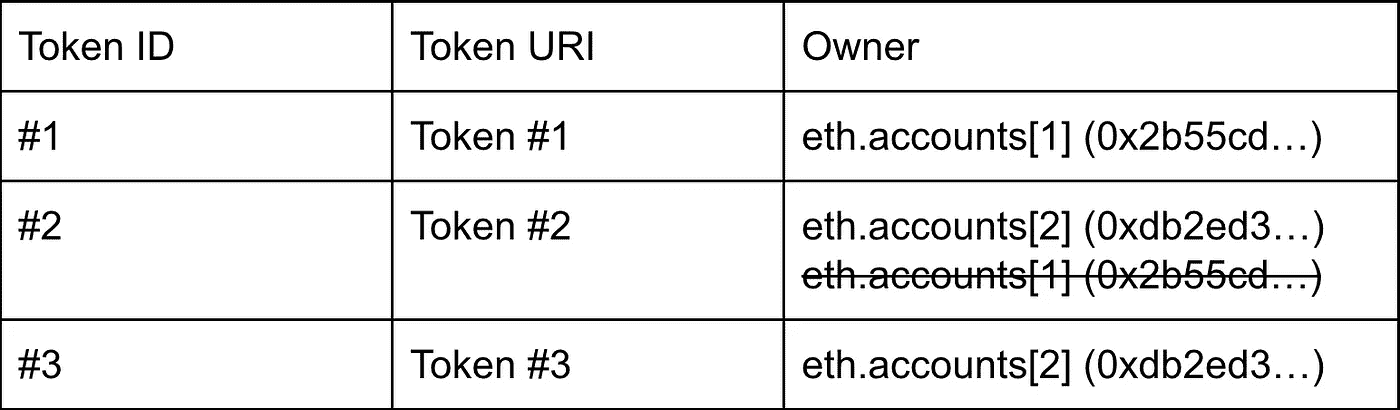 Token ID Token URI Owner
#1 Token #1 eth.accounts[1] (0x2b55cd…)
#2 Token #2 eth.accounts[2] (0xdb2ed3…)
eth.accounts[1] (0x2b55cd…)
#3 Token #3 eth.accounts[2] (0xdb2ed3…)